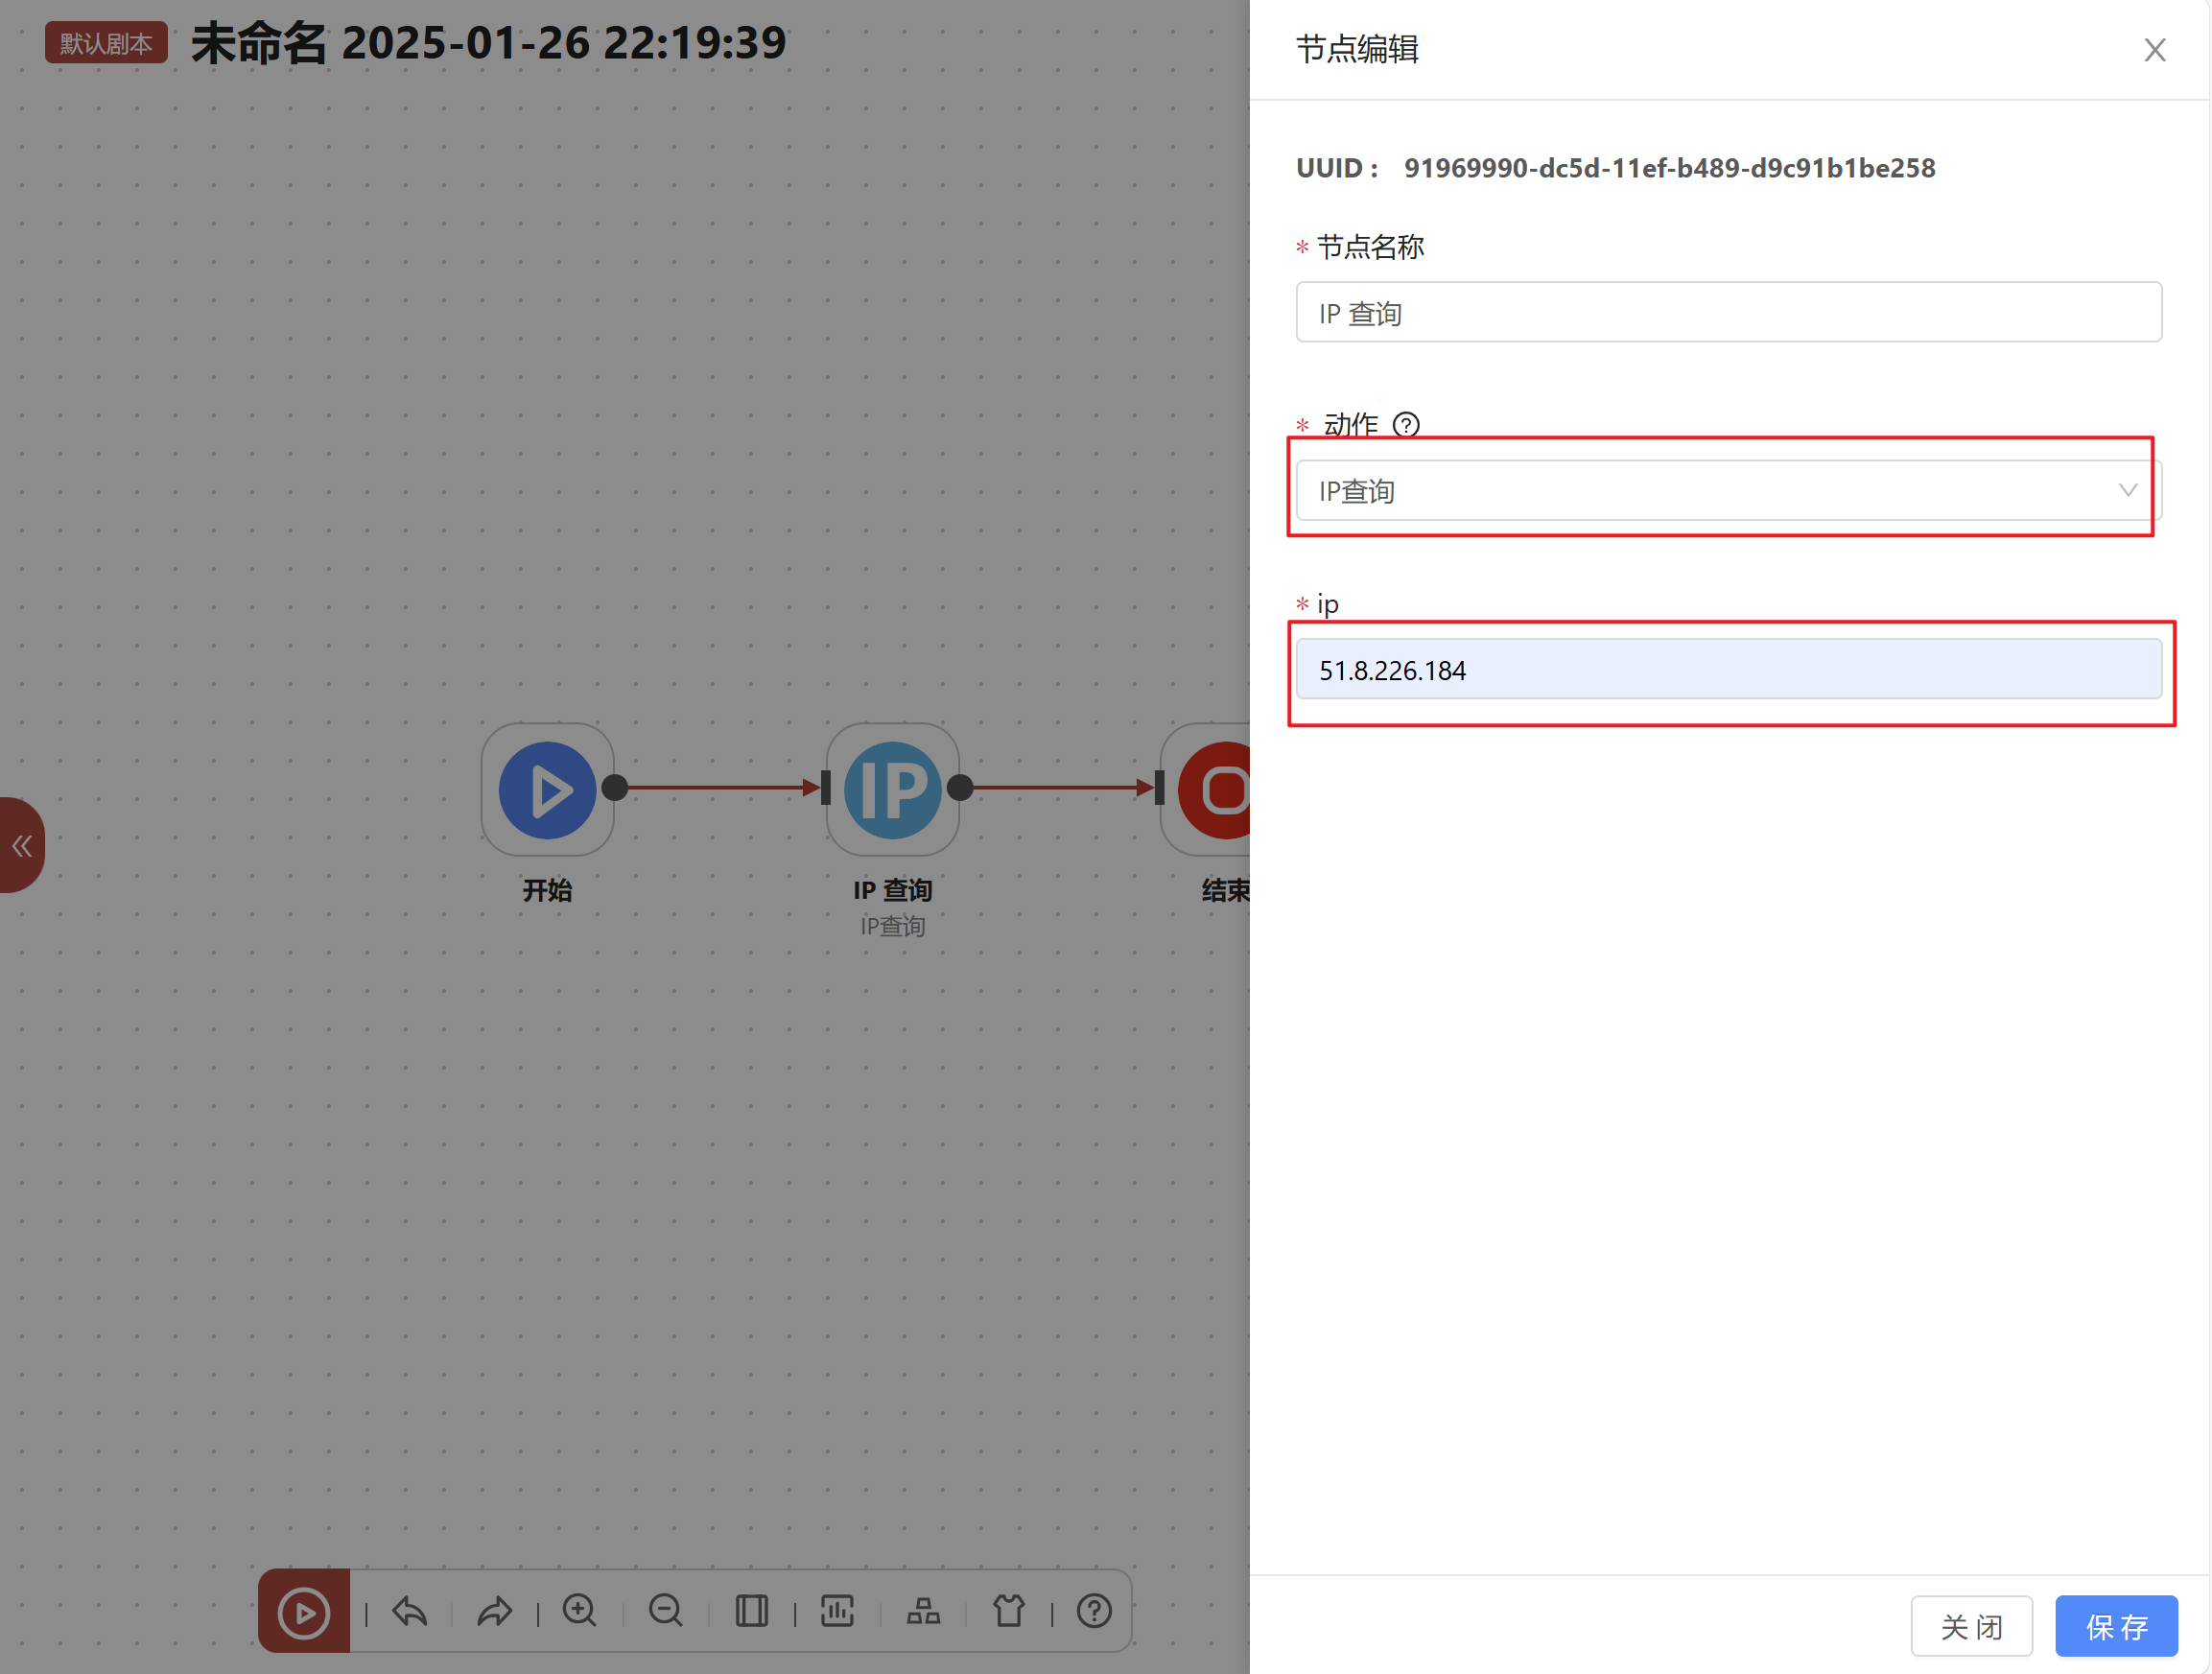 默认剧本 未命名 2025-01-26 22:19:39
开始
IP
IP 查询
IP查询
结束
节点编辑
UUID： 91969990-dc5d-11ef-b489-d9c91b1be258
* 节点名称
IP 查询
* 动作
IP查询
* ip
51.8.226.184
关 闭
保 存